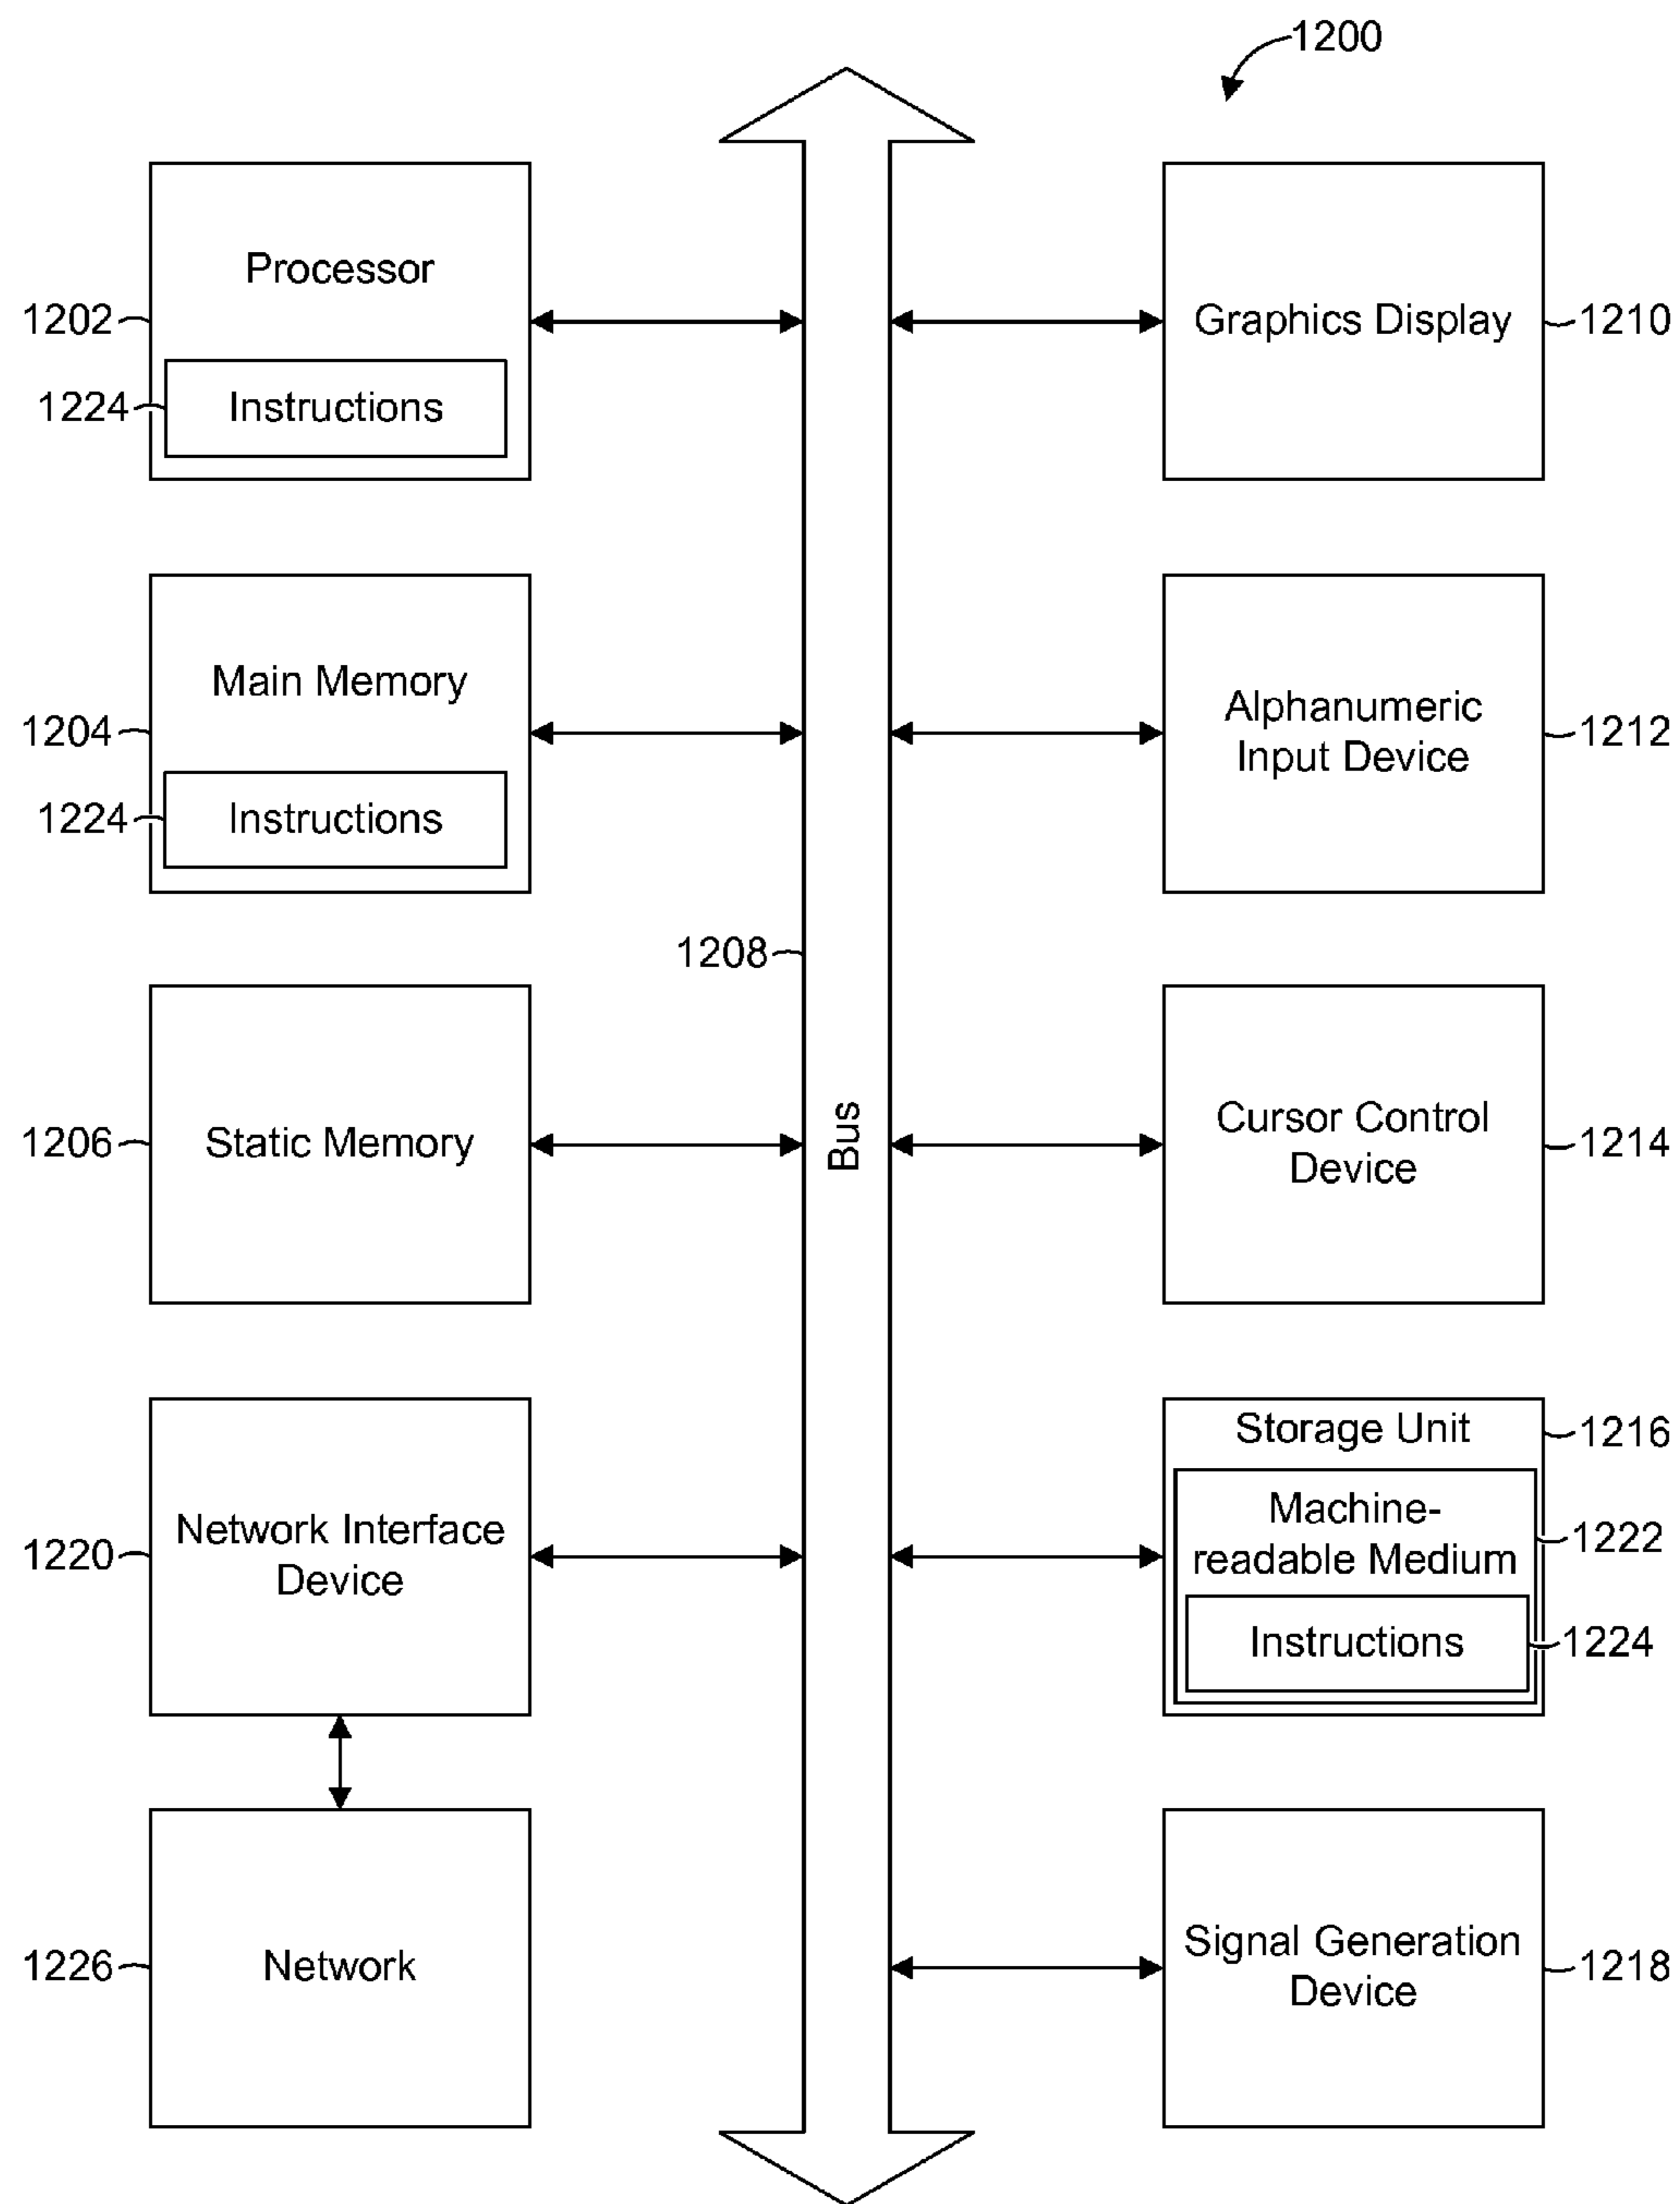 1200
Processor
1202
1224
Instructions
Graphics Display
1210
Main Memory
1204
1224
Instructions
Alphanumeric
Input Device
1212
1208
Bus
Static Memory
1206
Cursor Control
Device
1214
Network Interface
Device
1220
Storage Unit
1216
Machine-
readable Medium
1222
Instructions
1224
Network
1226
Signal Generation
Device
1218